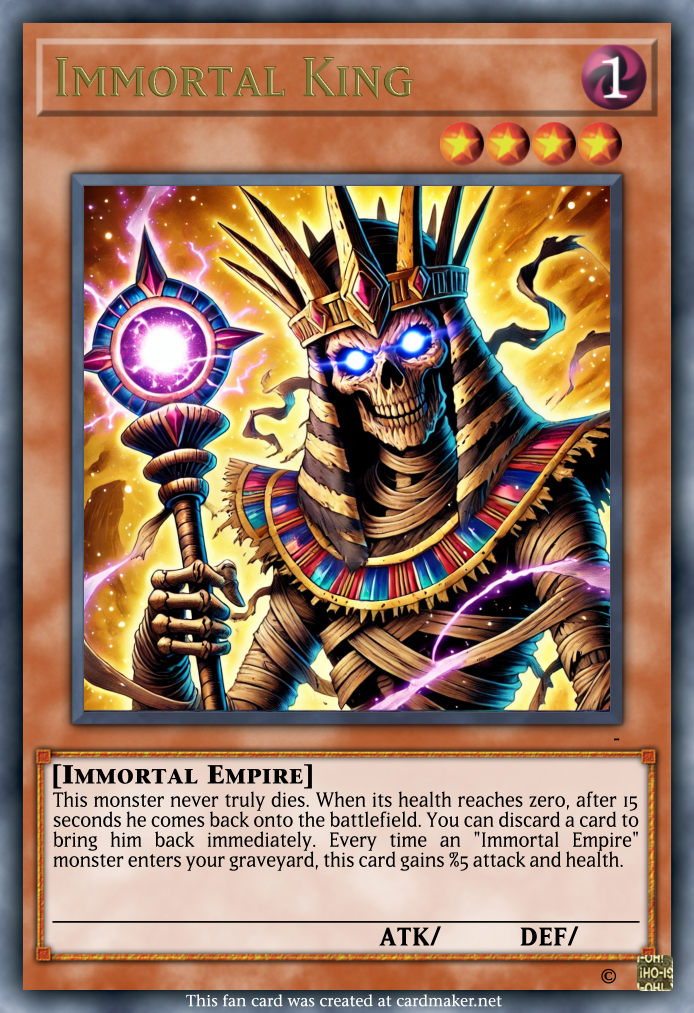 Immortal King
1
-
[Immortal Empire]
This monster never truly dies. When its health reaches zero, after 15
seconds he comes back onto the battlefield. You can discard a card to
bring him back immediately. Every time an "Immortal Empire"
monster enters your graveyard, this card gains %5 attack and health.
ATK/ DEF/
©
This fan card was created at cardmaker.net